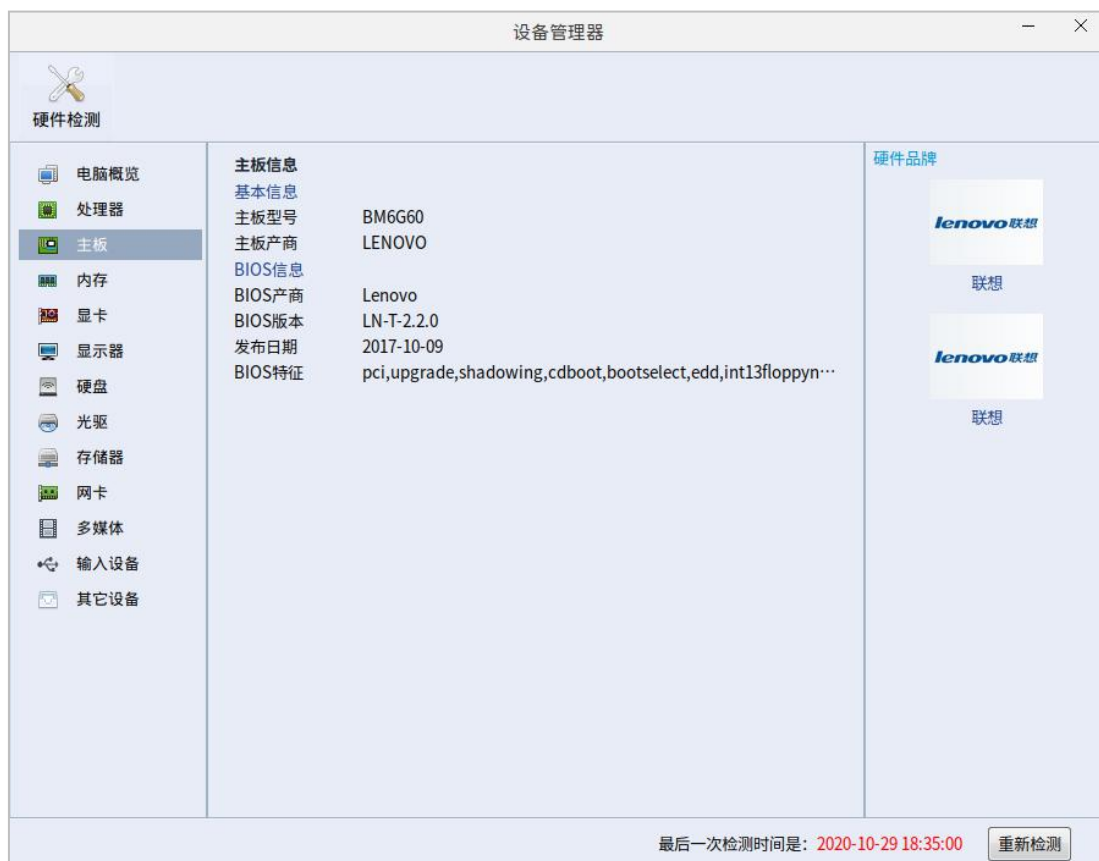 设备管理器
硬件检测
电脑概览
处理器
主板
内存
显卡
显示器
硬盘
光驱
存储器
网卡
多媒体
输入设备
其它设备
主板信息
基本信息
主板型号 BM6G60
主板产商 LENOVO
BIOS信息
BIOS产商 Lenovo
BIOS版本 LN-T-2.2.0
发布日期 2017-10-09
BIOS特征 pci,upgrade,shadowing,cdboot,bootselect,edd,int13floppyn…
硬件品牌
lenovo联想
联想
lenovo联想
联想
最后一次检测时间是：2020-10-29 18:35:00 重新检测